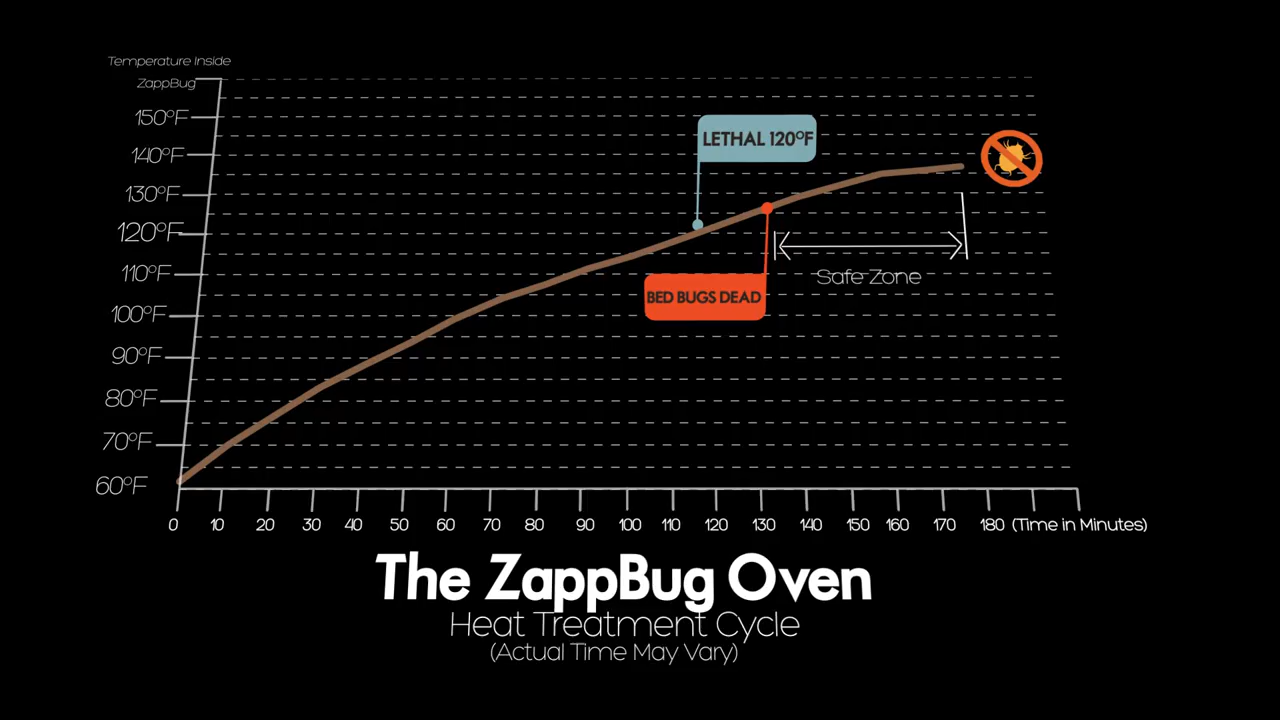 Temperature Inside
ZappBug
150°F
140°F
130°F
120°F
110°F
100°F
90°F
80°F
70°F
60°F
LETHAL 120°F
BED BUGS DEAD
Safe Zone
0 10 20 30 40 50 60 70 80 90 100 110 120 130 140 150 160 170 180 (Time in Minutes)
The ZappBug Oven
Heat Treatment Cycle
(Actual Time May Vary)